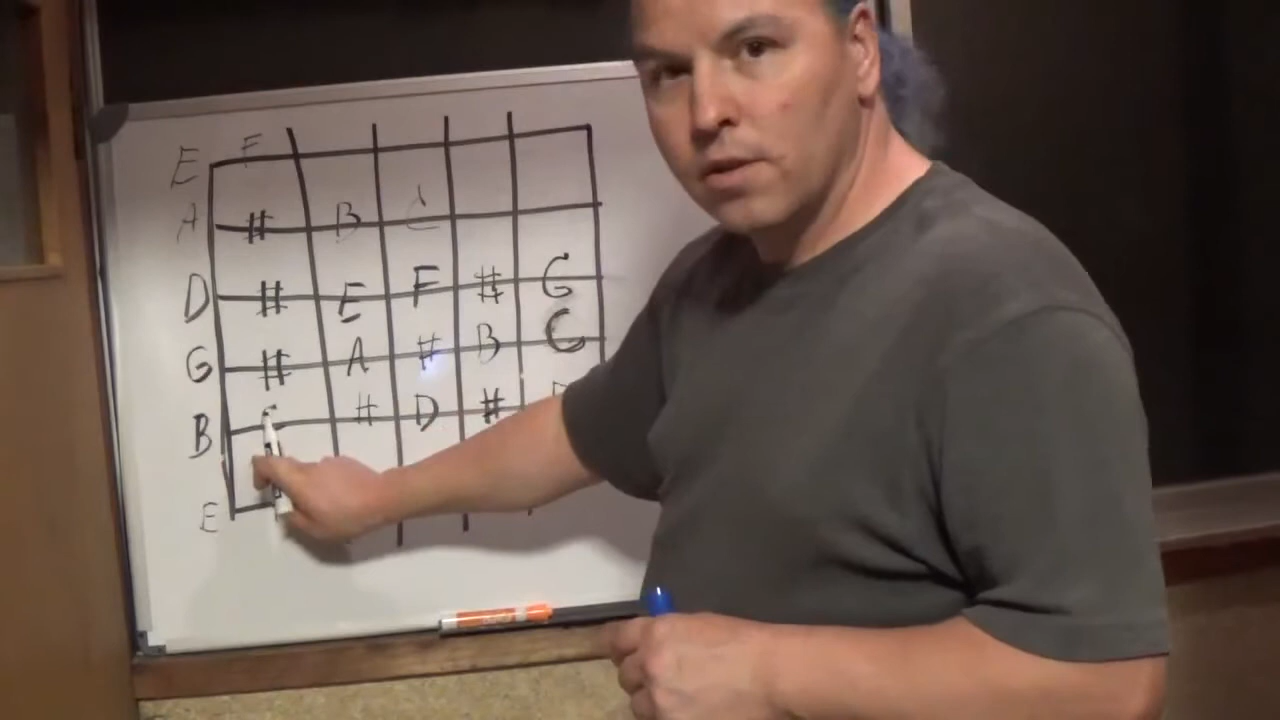 E F
A # B C
D # E F # G
G # A # B C
B # D #
E